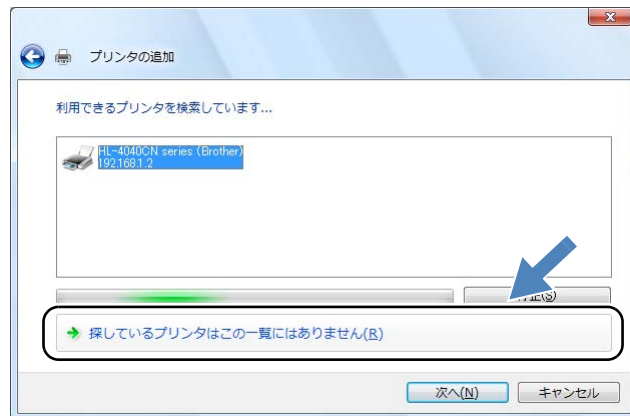 プリンタの追加
利用できるプリンタを検索しています...
HL-4040CN series (Brother)
192.168.1.2
探しているプリンタはこの一覧にはありません(R)
次へ(N)
キャンセル